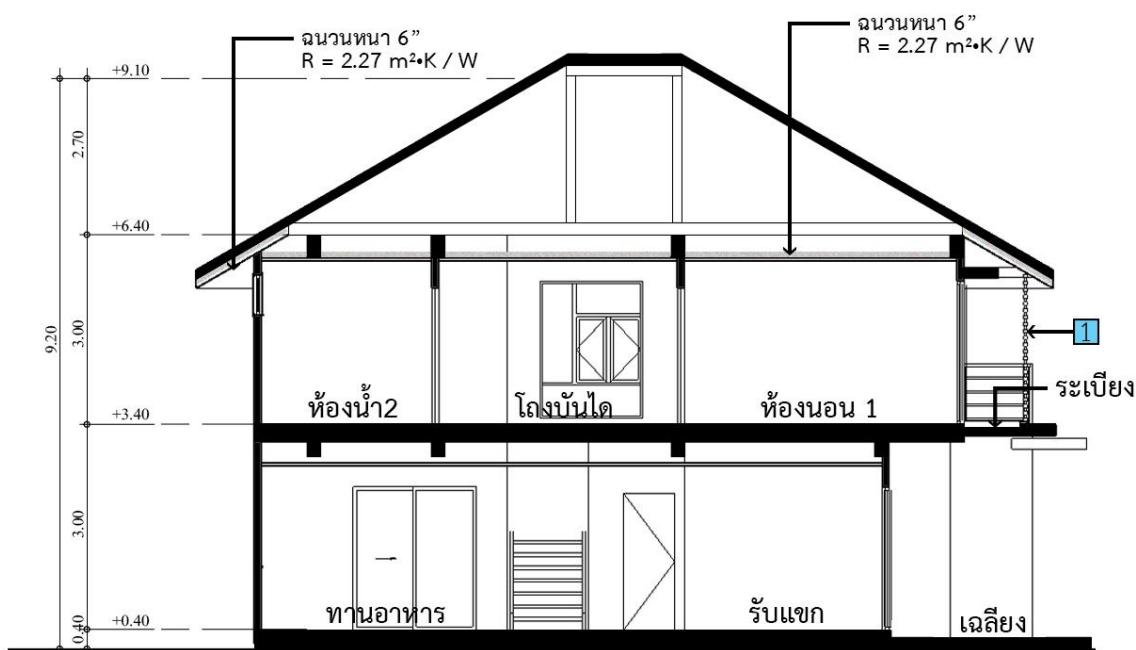 ฉนวนหนา 6”
R = 2.27 m²•K / W
ฉนวนหนา 6”
R = 2.27 m²•K / W
+9.10
2.70
+6.40
9.20
3.00
1
ห้องน้ำ2
โถงบันได
ห้องนอน 1
ระเบียง
+3.40
3.00
ทานอาหาร
รับแขก
เฉลียง
+0.40
0.40